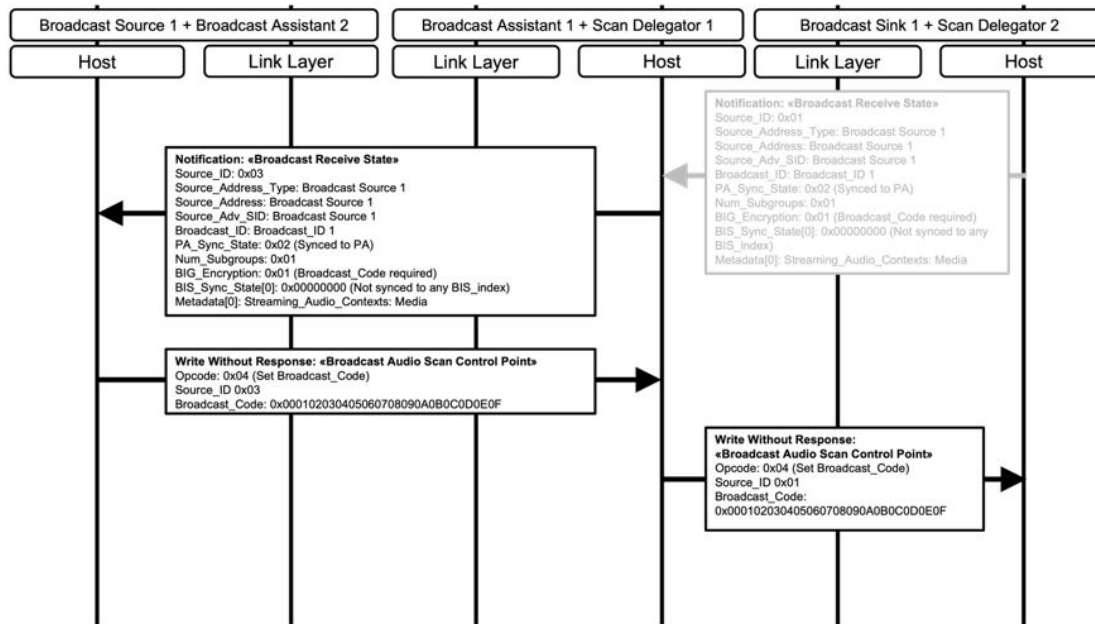 Broadcast Source 1 + Broadcast Assistant 2
Broadcast Assistant 1 + Scan Delegator 1
Broadcast Sink 1 + Scan Delegator 2
Host
Link Layer
Link Layer
Host
Link Layer
Host
Notification: «Broadcast Receive State»
Source_ID: 0x01
Source_Address_Type: Broadcast Source 1
Source_Address: Broadcast Source 1
Source_Adv_SID: Broadcast Source 1
Broadcast_ID: Broadcast_ID 1
PA_Sync_State: 0x02 (Synced to PA)
Num_Subgroups: 0x01
BIG_Encryption: 0x01 (Broadcast_Code required)
BIS_Sync_State[0]: 0x00000000 (Not synced to any
BIS_index)
Metadata[0]: Streaming_Audio_Contexts: Media
Notification: «Broadcast Receive State»
Source_ID: 0x03
Source_Address_Type: Broadcast Source 1
Source_Address: Broadcast Source 1
Source_Adv_SID: Broadcast Source 1
Broadcast_ID: Broadcast_ID 1
PA_Sync_State: 0x02 (Synced to PA)
Num_Subgroups: 0x01
BIG_Encryption: 0x01 (Broadcast_Code required)
BIS_Sync_State[0]: 0x00000000 (Not synced to any BIS_index)
Metadata[0]: Streaming_Audio_Contexts: Media
Write Without Response: «Broadcast Audio Scan Control Point»
Opcode: 0x04 (Set Broadcast_Code)
Source_ID 0x03
Broadcast_Code: 0x000102030405060708090A0B0C0D0E0F
Write Without Response:
«Broadcast Audio Scan Control Point»
Opcode: 0x04 (Set Broadcast_Code)
Source_ID 0x01
Broadcast_Code:
0x000102030405060708090A0B0C0D0E0F